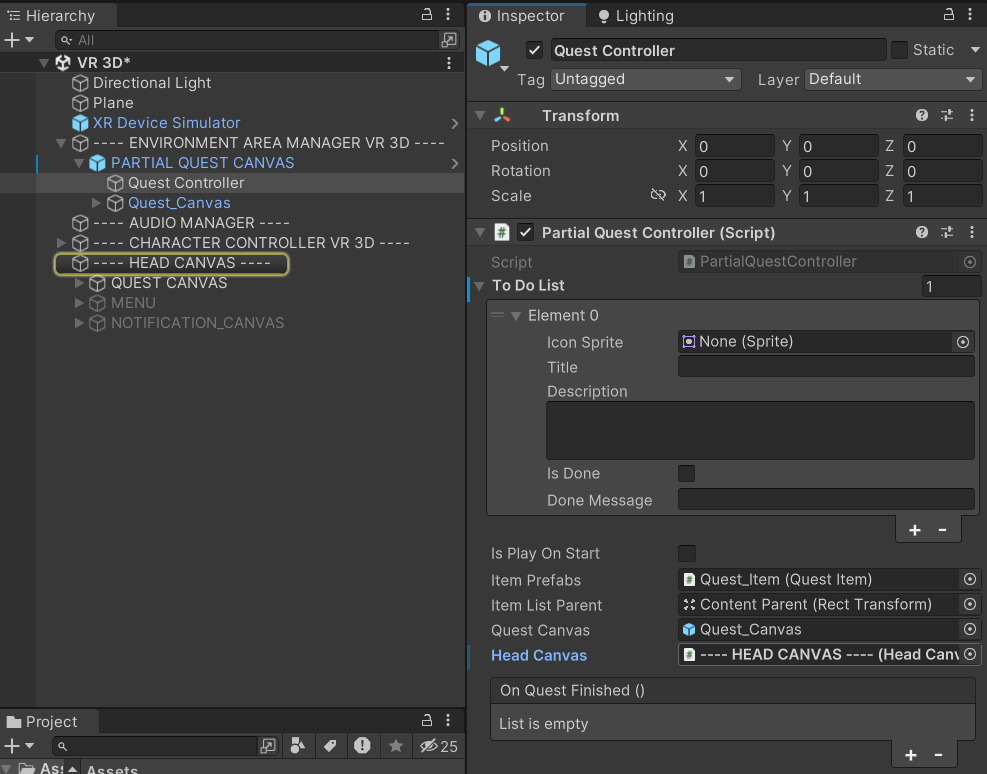 Hierarchy
All
VR 3D*
Directional Light
Plane
XR Device Simulator
---- ENVIRONMENT AREA MANAGER VR 3D ----
PARTIAL QUEST CANVAS
Quest Controller
Quest_Canvas
---- AUDIO MANAGER ----
---- CHARACTER CONTROLLER VR 3D ----
---- HEAD CANVAS ----
QUEST CANVAS
MENU
NOTIFICATION_CANVAS
Project
25
Assets
Inspector
Lighting
Quest Controller
Static
Tag Untagged
Layer Default
Transform
Position X 0 Y 0 Z 0
Rotation X 0 Y 0 Z 0
Scale X 1 Y 1 Z 1
# Partial Quest Controller (Script)
Script PartialQuestController
To Do List 1
Element 0
Icon Sprite None (Sprite)
Title
Description
Is Done
Done Message
+ -
Is Play On Start
Item Prefabs Quest_Item (Quest Item)
Item List Parent Content Parent (Rect Transform)
Quest Canvas Quest_Canvas
Head Canvas ---- HEAD CANVAS ---- (Head Canv
On Quest Finished ()
List is empty
+ -